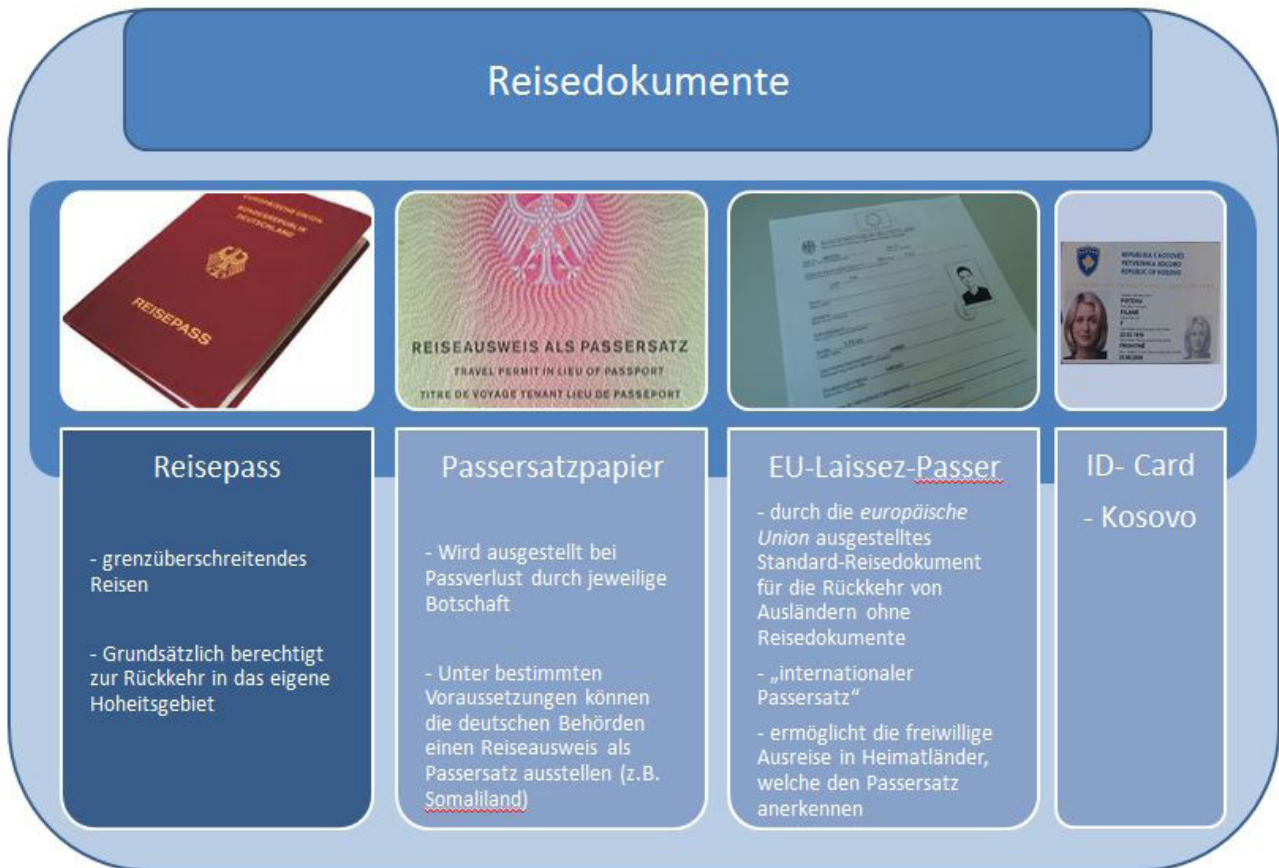 Reisedokumente
EUROPÄISCHE UNION
BUNDESREPUBLIK
DEUTSCHLAND
REISEPASS
REISEAUSWEIS ALS PASSERSATZ
TRAVEL PERMIT IN LIEU OF PASSPORT
TITRE DE VOYAGE TENANT LIEU DE PASSEPORT
REPUBLIKA E KOSOVËS
REPUBLIC OF KOSOVO
Reisepass
- grenzüberschreitendes
Reisen
- Grundsätzlich berechtigt
zur Rückkehr in das eigene
Hoheitsgebiet
Passersatzpapier
- Wird ausgestellt bei
Passverlust durch jeweilige
Botschaft
- Unter bestimmten
Voraussetzungen können
die deutschen Behörden
einen Reiseausweis als
Passersatz ausstellen (z.B.
Somaliland)
EU-Laissez-Passer
- durch die europäische
Union ausgestelltes
Standard-Reisedokument
für die Rückkehr von
Ausländern ohne
Reisedokumente
- „internationaler
Passersatz“
- ermöglicht die freiwillige
Ausreise in Heimatländer,
welche den Passersatz
anerkennen
ID- Card
- Kosovo